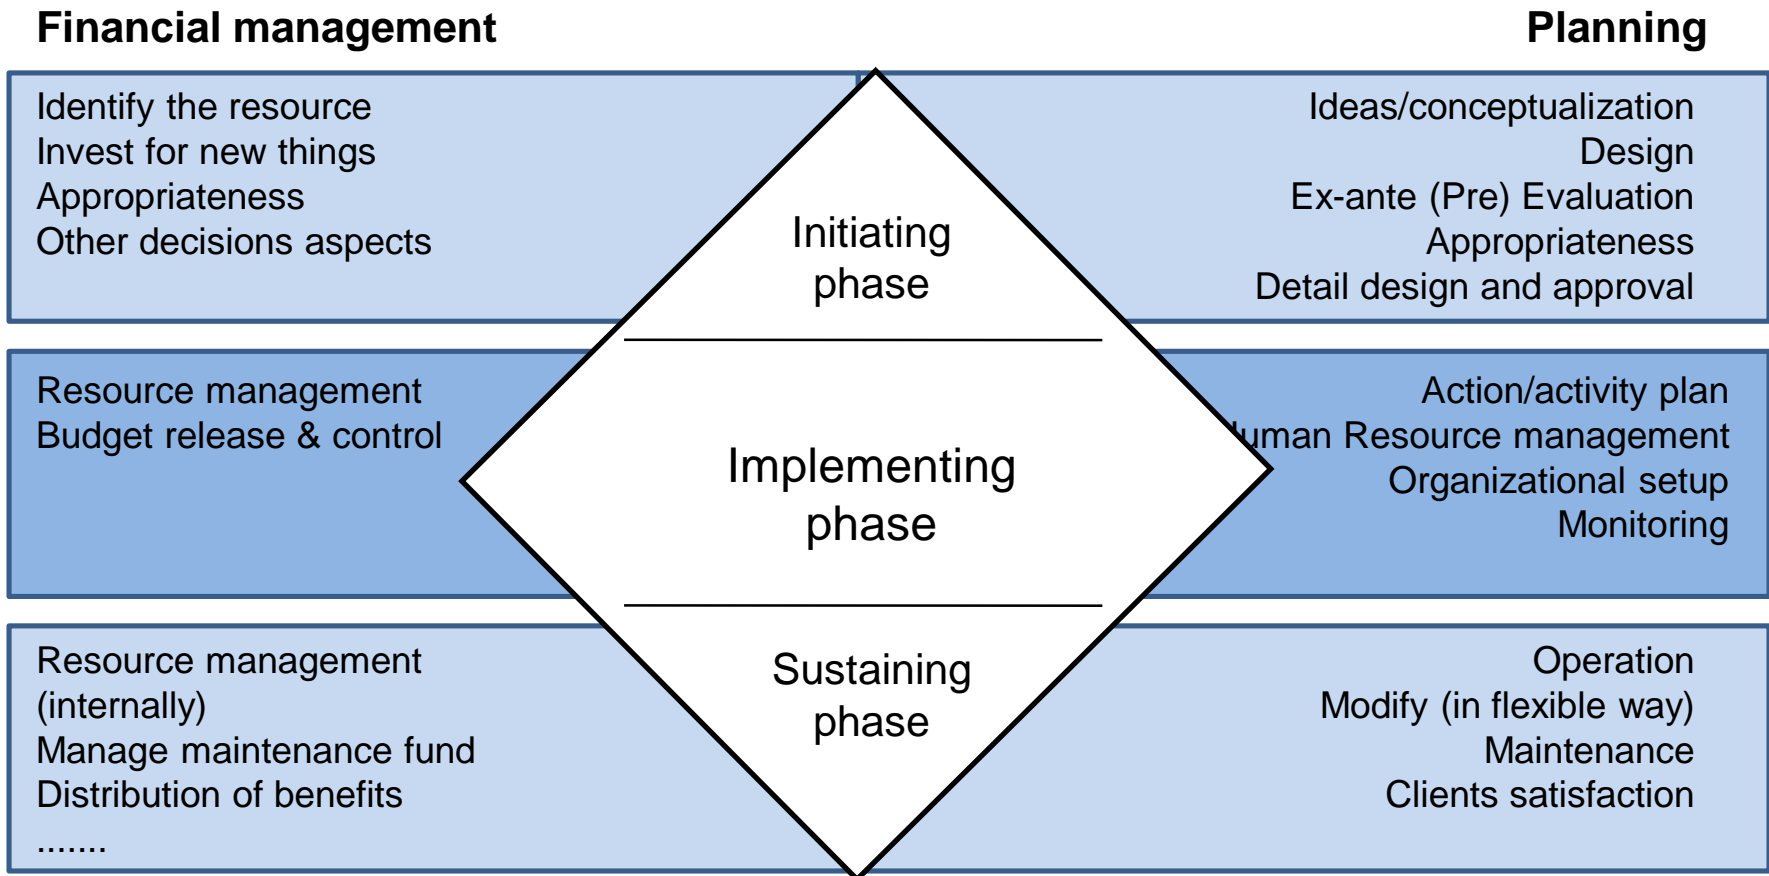 Financial management
Planning
Identify the resource
Invest for new things
Appropriateness
Other decisions aspects
Initiating
phase
Ideas/conceptualization
Design
Ex-ante (Pre) Evaluation
Appropriateness
Detail design and approval
Resource management
Budget release & control
Implementing
phase
Action/activity plan
uman Resource management
Organizational setup
Monitoring
Resource management
(internally)
Manage maintenance fund
Distribution of benefits
.......
Sustaining
phase
Operation
Modify (in flexible way)
Maintenance
Clients satisfaction